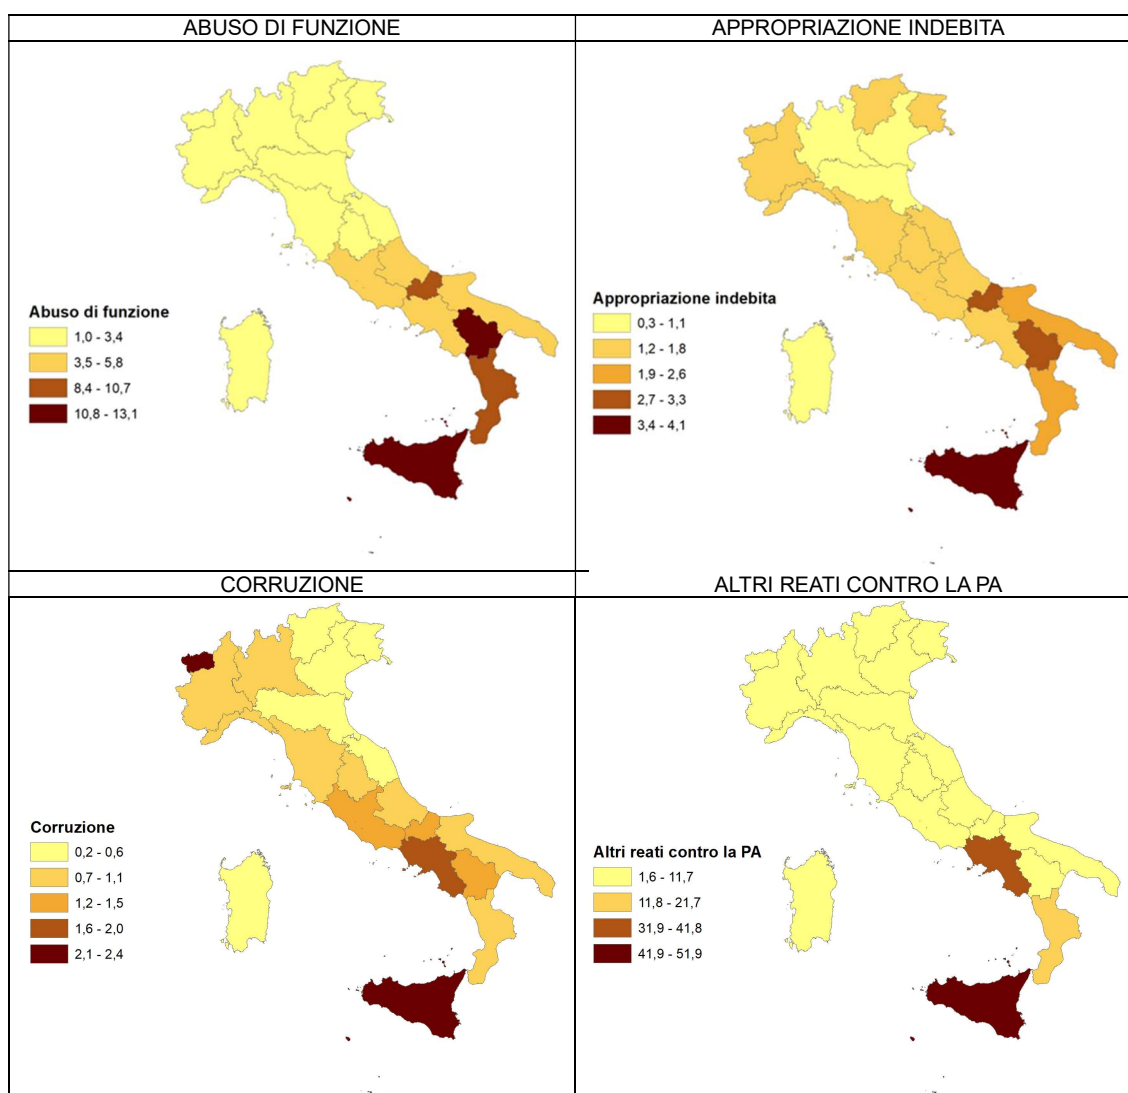 ABUSO DI FUNZIONE
APPROPRIAZIONE INDEBITA
Abuso di funzione
1,0 - 3,4
3,5 - 5,8
8,4 - 10,7
10,8 - 13,1
Appropriazione indebita
0,3 - 1,1
1,2 - 1,8
1,9 - 2,6
2,7 - 3,3
3,4 - 4,1
CORRUZIONE
ALTRI REATI CONTRO LA PA
Corruzione
0,2 - 0,6
0,7 - 1,1
1,2 - 1,5
1,6 - 2,0
2,1 - 2,4
Altri reati contro la PA
1,6 - 11,7
11,8 - 21,7
31,9 - 41,8
41,9 - 51,9